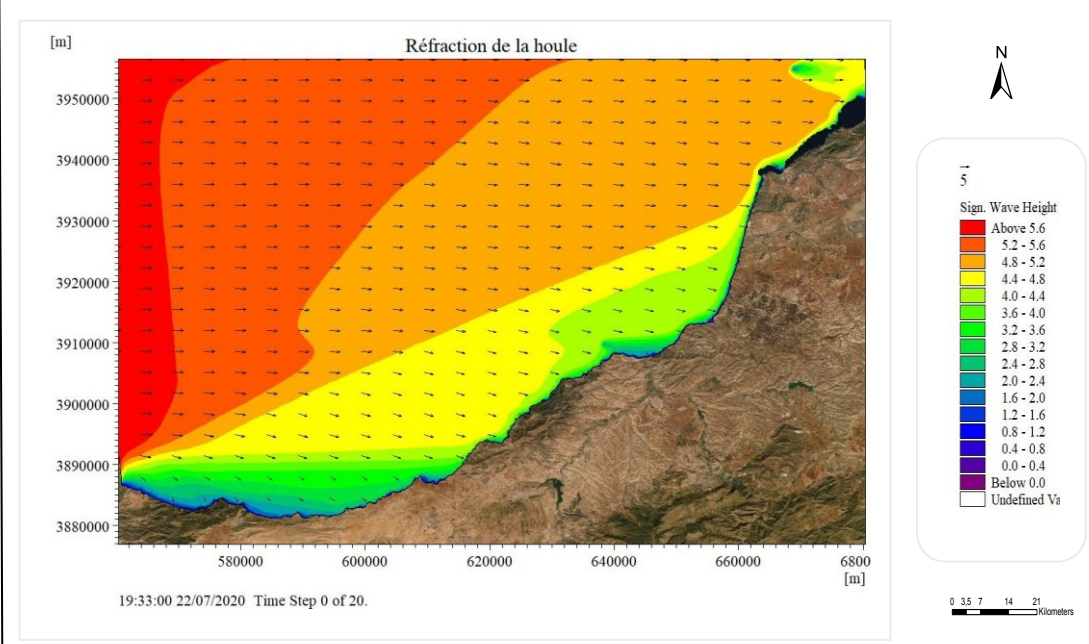 [m]
Réfraction de la houle
3950000
3940000
3930000
3920000
3910000
3900000
3890000
3880000
580000 600000 620000 640000 660000 6800
[m]
19:33:00 22/07/2020 Time Step 0 of 20.
N
5
Sign. Wave Height
Above 5.6
5.2 - 5.6
4.8 - 5.2
4.4 - 4.8
4.0 - 4.4
3.6 - 4.0
3.2 - 3.6
2.8 - 3.2
2.4 - 2.8
2.0 - 2.4
1.6 - 2.0
1.2 - 1.6
0.8 - 1.2
0.4 - 0.8
0.0 - 0.4
Below 0.0
Undefined Va
0 3,5 7 14 21
Kilometers